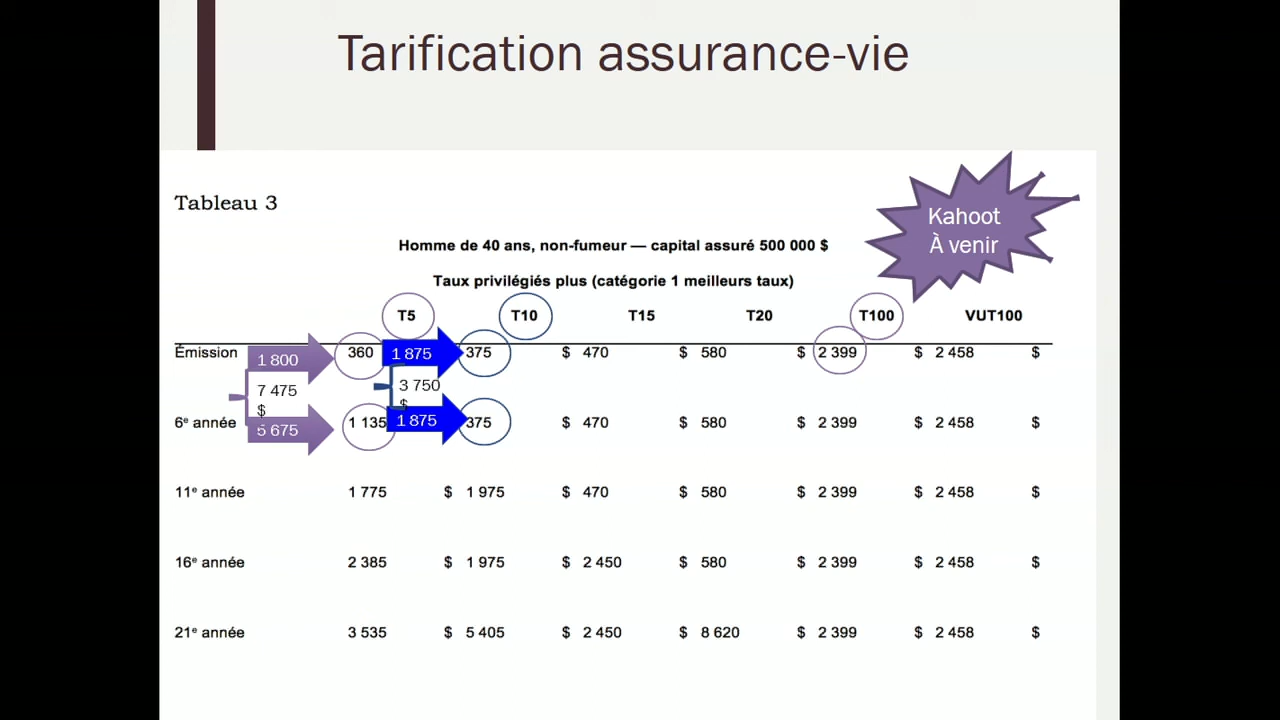 Tarification assurance-vie
Kahoot
À venir
Tableau 3
Homme de 40 ans, non-fumeur — capital assuré 500 000 $
Taux privilégiés plus (catégorie 1 meilleurs taux)
T5 T10 T15 T20 T100 VUT100
Émission 1 800 360 1 875 375 $ 470 $ 580 $ 2 399 $ 2 458 $
7 475 $
3 750 $
6e année 5 675 1 135 1 875 375 $ 470 $ 580 $ 2 399 $ 2 458 $
11e année 1 775 $ 1 975 $ 470 $ 580 $ 2 399 $ 2 458 $
16e année 2 385 $ 1 975 $ 2 450 $ 580 $ 2 399 $ 2 458 $
21e année 3 535 $ 5 405 $ 2 450 $ 8 620 $ 2 399 $ 2 458 $